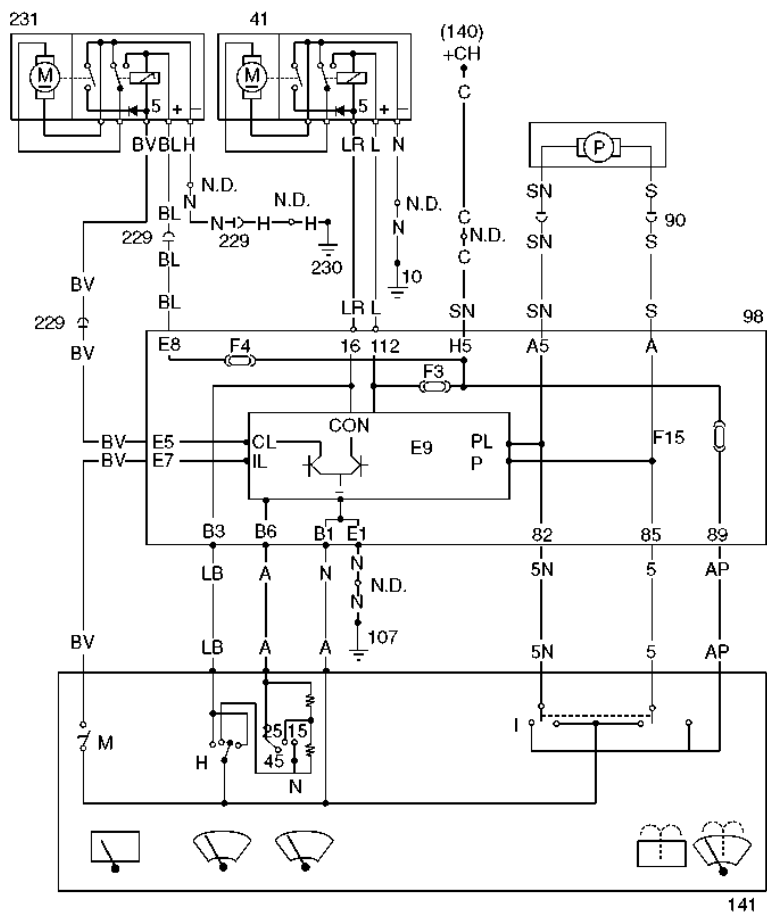 231
41
(140)
+CH
M
5
+
–
M
5
+
–
C
P
BV
BL
H
LR
L
N
SN
S
N.D.
N.D.
N
BL
N
229
H
H
N.D.
C
N.D.
C
90
229
BL
230
N
10
SN
S
BV
BL
LR
L
SN
SN
S
229
BV
98
E8
F4
16
112
H5
A5
A
F3
CON
E9
PL
P
F15
BV
E5
CL
BV
E7
IL
B3
B6
B1
E1
82
85
89
LB
A
N
N
5N
5
AP
N.D.
N
107
BV
LB
A
A
5N
5
AP
M
H
25
15
45
N
I
141